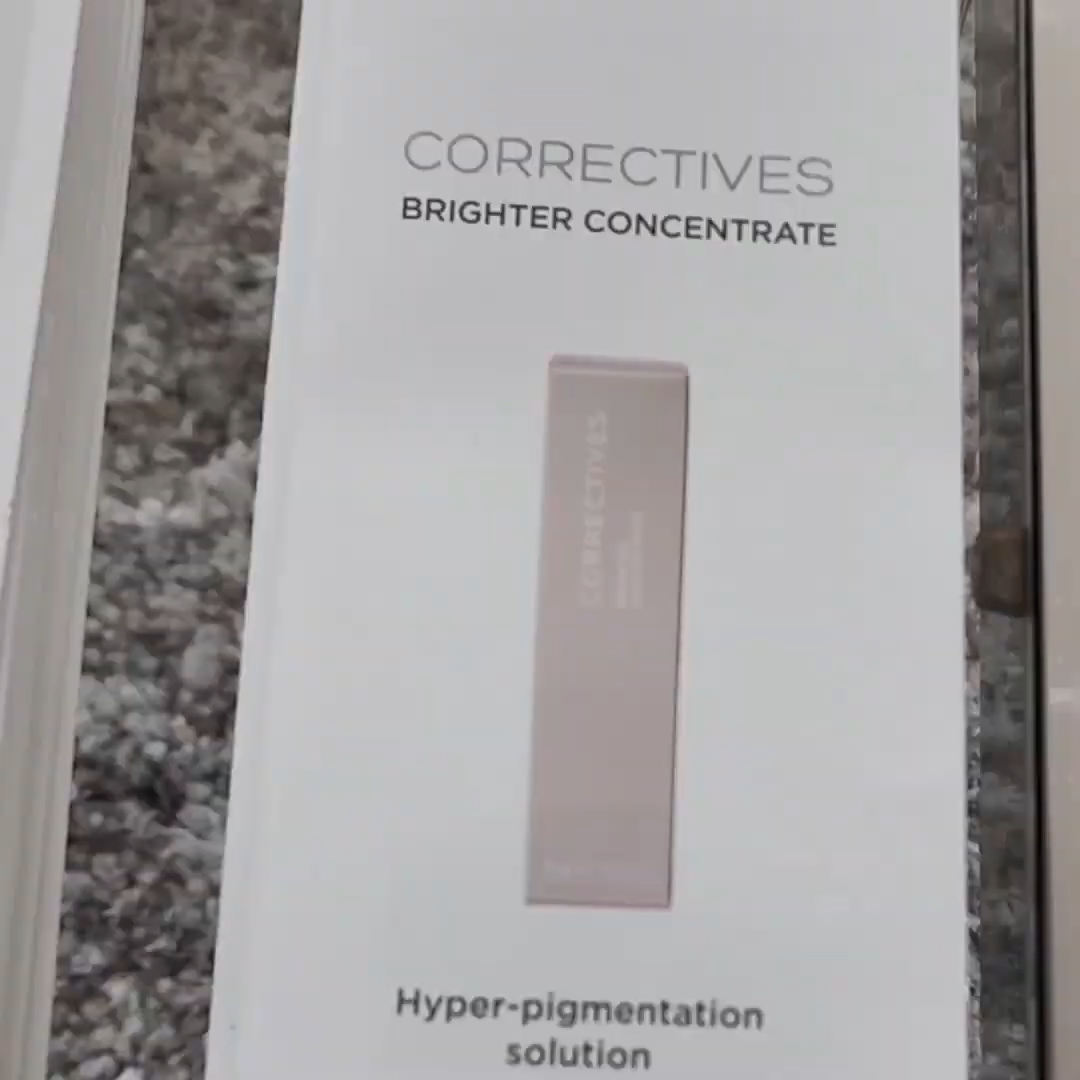 CORRECTIVES
BRIGHTER CONCENTRATE
CORRECTIVES
Hyper-pigmentation
solution